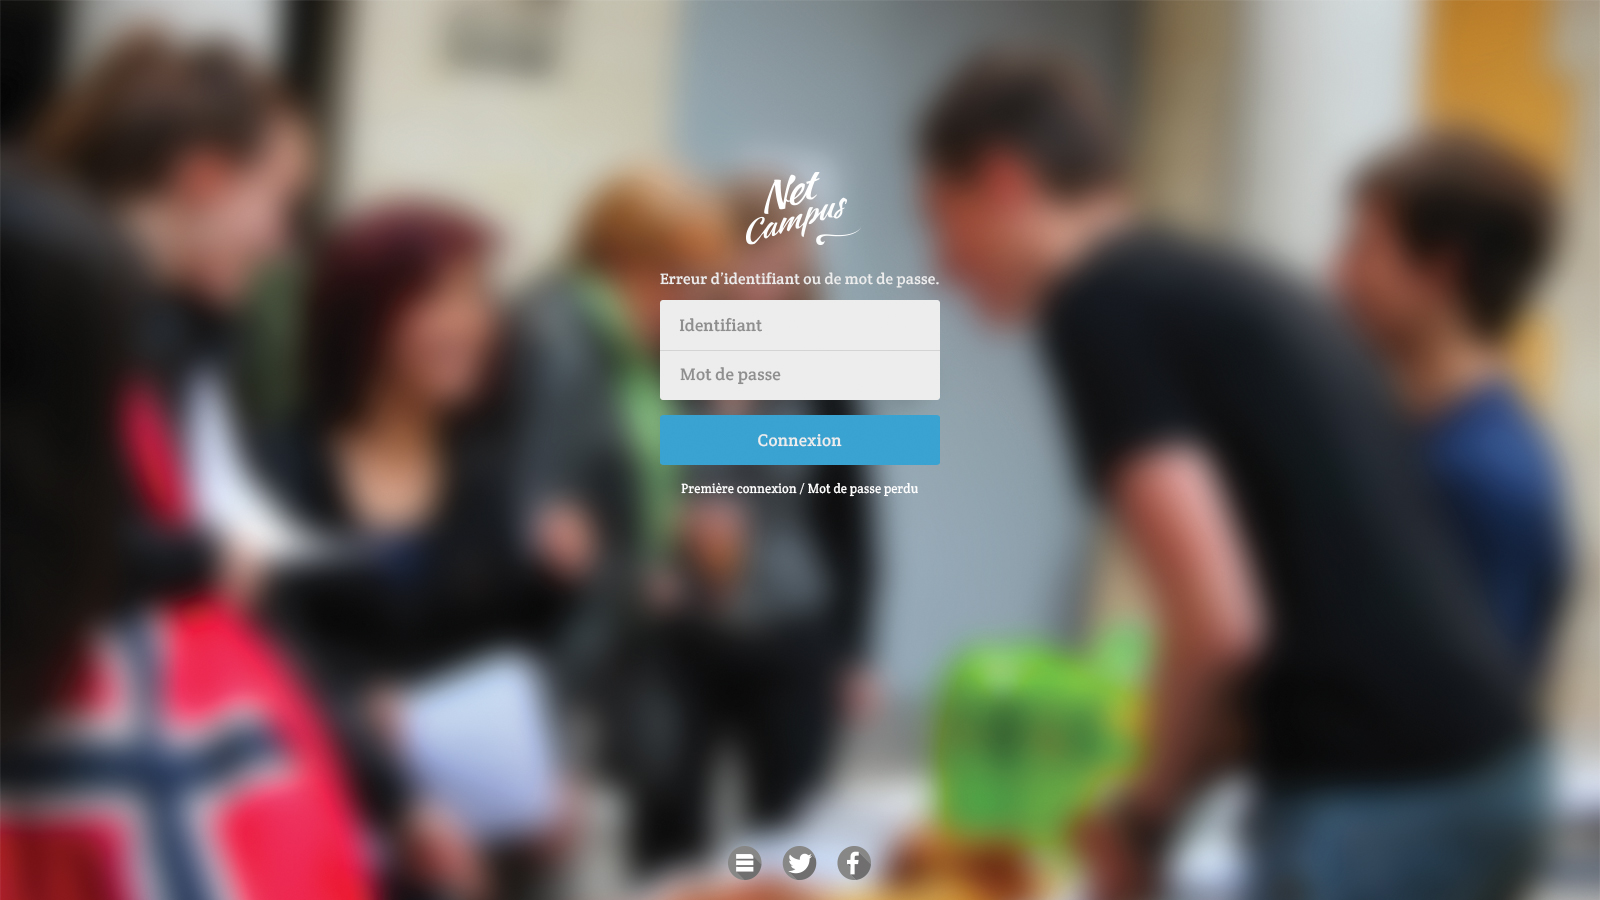 Net
Campus
Erreur d'identifiant ou de mot de passe.
Identifiant
Mot de passe
Connexion
Première connexion / Mot de passe perdu